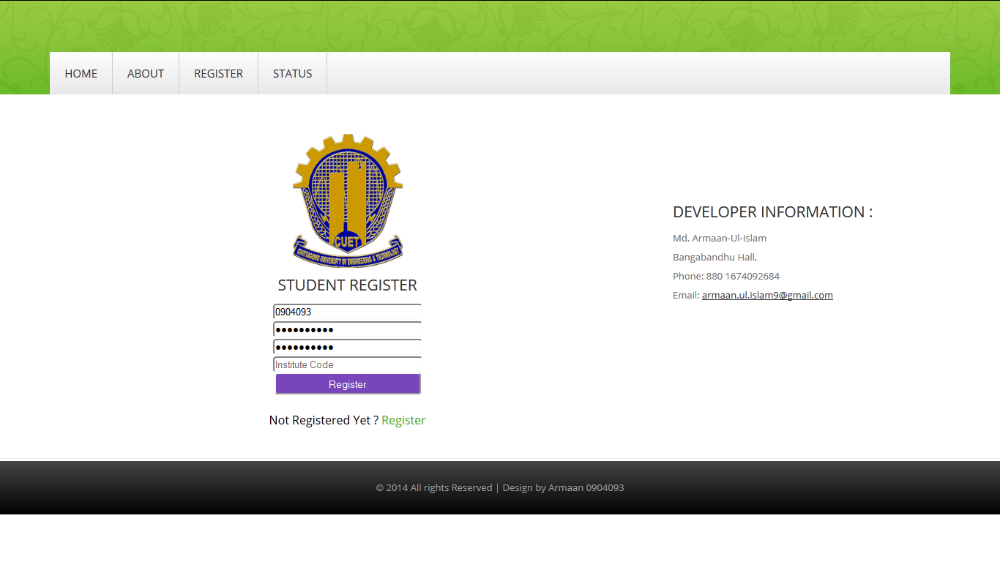 HOME ABOUT REGISTER STATUS
CUET
CHITTAGONG UNIVERSITY OF ENGINEERING & TECHNOLOGY
STUDENT REGISTER
0904093
••••••••••
••••••••••
Institute Code
Register
Not Registered Yet ? Register
DEVELOPER INFORMATION :
Md. Armaan-Ul-Islam
Bangabandhu Hall,
Phone: 880 1674092684
Email: armaan.ul.islam9@gmail.com
© 2014 All rights Reserved | Design by Armaan 0904093